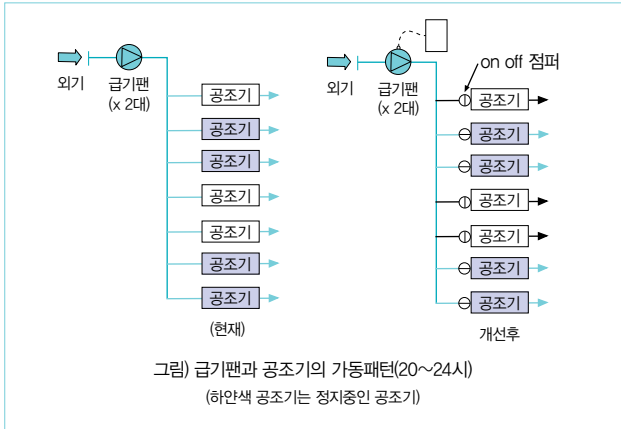 외기
급기팬
(x 2대)
공조기
공조기
공조기
공조기
공조기
공조기
공조기
(현재)
외기
급기팬
(x 2대)
on off 점퍼
공조기
공조기
공조기
공조기
공조기
공조기
공조기
개선후
그림) 급기팬과 공조기의 가동패턴(20~24시)
(하얀색 공조기는 정지중인 공조기)